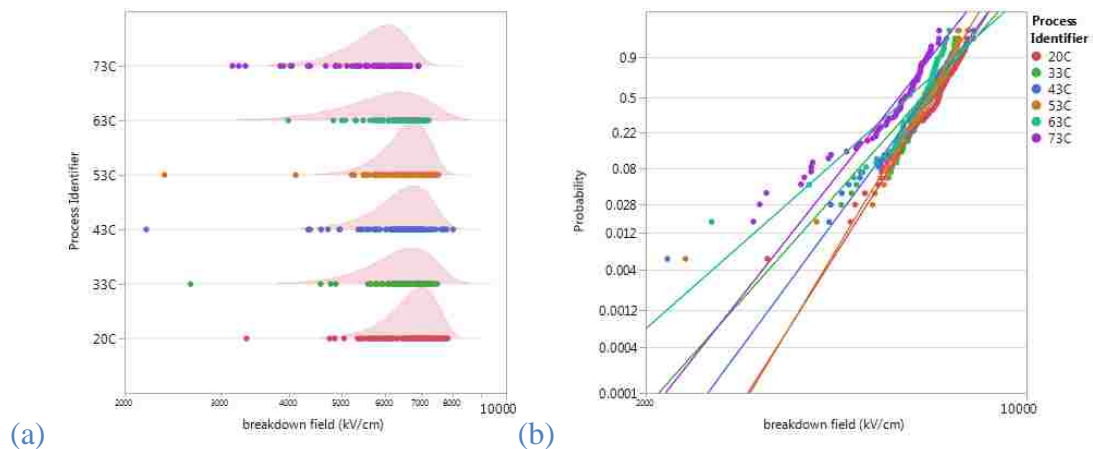 73C
63C
53C
43C
33C
20C
Process Identifier
2000 3000 4000 5000 6000 7000 8000 10000
breakdown field (kV/cm)
(a)
0.9
0.5
0.22
0.08
0.028
0.012
0.004
0.0012
0.0004
0.0001
Probability
2000 10000
breakdown field (kV/cm)
(b)
Process
Identifier
20C
33C
43C
53C
63C
73C